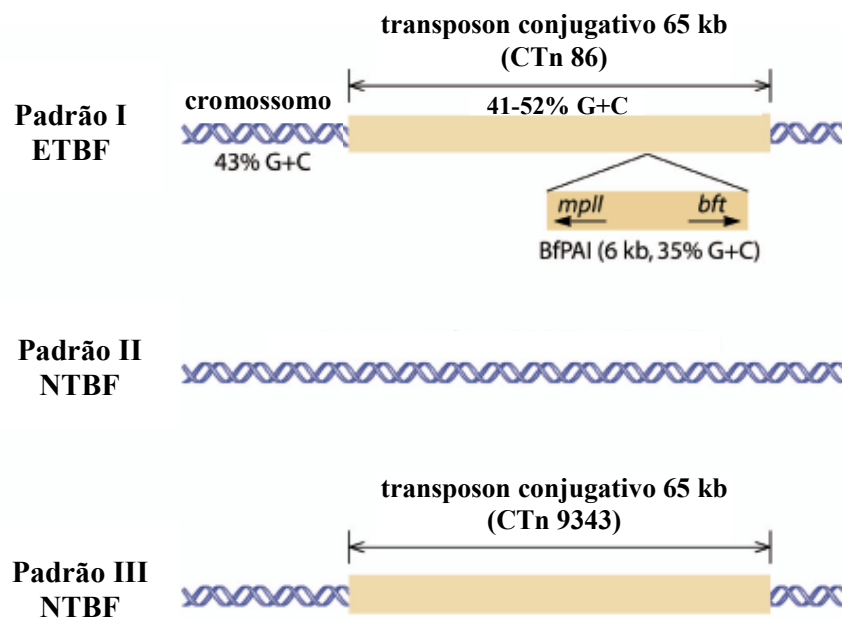 transposon conjugativo 65 kb
(CTn 86)
Padrão I
ETBF
cromossomo
41-52% G+C
43% G+C
mpII
bft
BfPAI (6 kb, 35% G+C)
Padrão II
NTBF
transposon conjugativo 65 kb
(CTn 9343)
Padrão III
NTBF